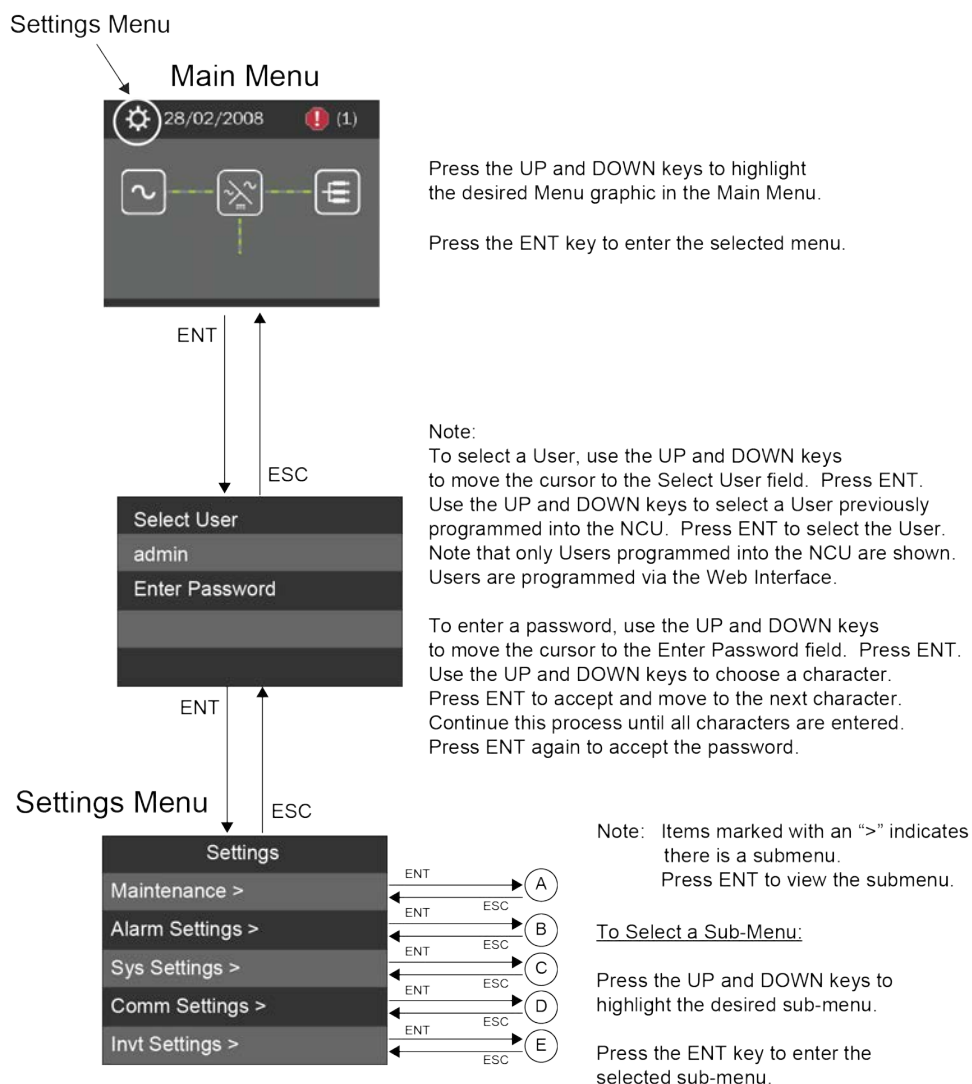 Settings Menu
Main Menu
28/02/2008 (1)
Press the UP and DOWN keys to highlight
the desired Menu graphic in the Main Menu.
Press the ENT key to enter the selected menu.
ENT
ESC
Note:
To select a User, use the UP and DOWN keys
to move the cursor to the Select User field. Press ENT.
Use the UP and DOWN keys to select a User previously
programmed into the NCU. Press ENT to select the User.
Note that only Users programmed into the NCU are shown.
Users are programmed via the Web Interface.
Select User
admin
Enter Password
To enter a password, use the UP and DOWN keys
to move the cursor to the Enter Password field. Press ENT.
Use the UP and DOWN keys to choose a character.
Press ENT to accept and move to the next character.
Continue this process until all characters are entered.
Press ENT again to accept the password.
ENT
ESC
Settings Menu
Settings
Maintenance >
Alarm Settings >
Sys Settings >
Comm Settings >
Invt Settings >
ENT
ESC
A
ENT
ESC
B
ENT
ESC
C
ENT
ESC
D
ENT
ESC
E
Note: Items marked with an “>” indicates
there is a submenu.
Press ENT to view the submenu.
To Select a Sub-Menu:
Press the UP and DOWN keys to
highlight the desired sub-menu.
Press the ENT key to enter the
selected sub-menu.